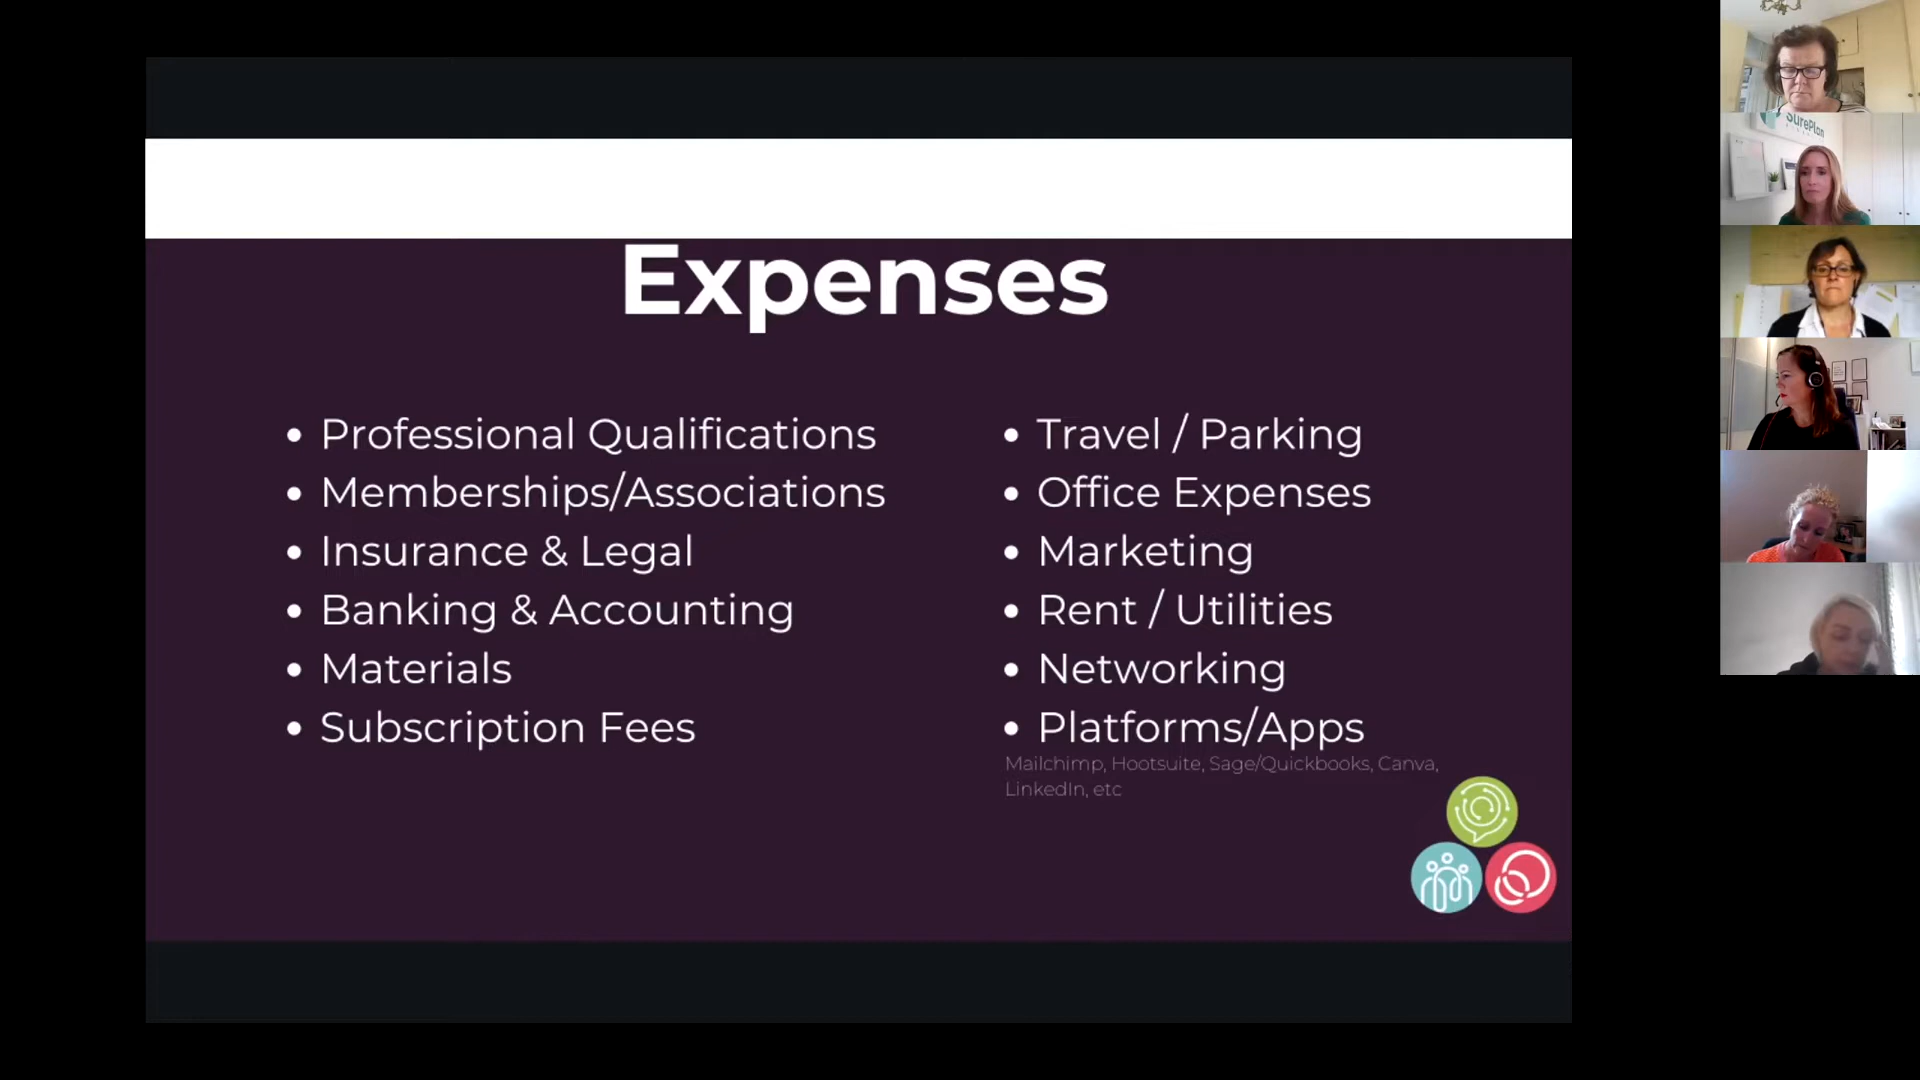 Expenses
Professional Qualifications
Memberships/Associations
Insurance & Legal
Banking & Accounting
Materials
Subscription Fees
Travel / Parking
Office Expenses
Marketing
Rent / Utilities
Networking
Platforms/Apps
Mailchimp, Hootsuite, Sage/Quickbooks, Canva,
LinkedIn, etc
SurePlan